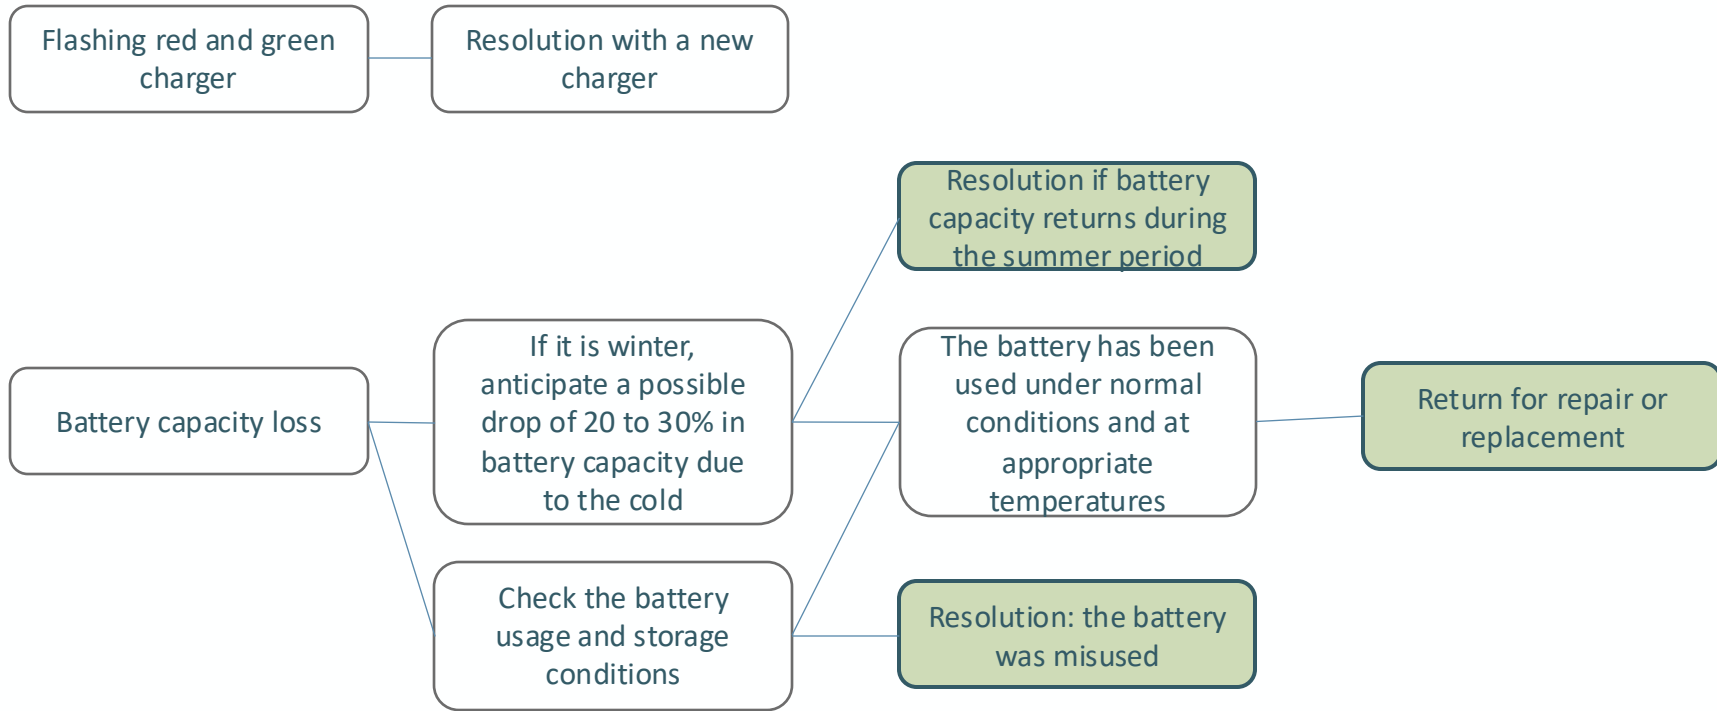 Flashing red and green
charger
Resolution with a new
charger
Resolution if battery
capacity returns during
the summer period
If it is winter,
anticipate a possible
drop of 20 to 30% in
battery capacity due
to the cold
The battery has been
used under normal
conditions and at
appropriate
temperatures
Battery capacity loss
Return for repair or
replacement
Check the battery
usage and storage
conditions
Resolution: the battery
was misused